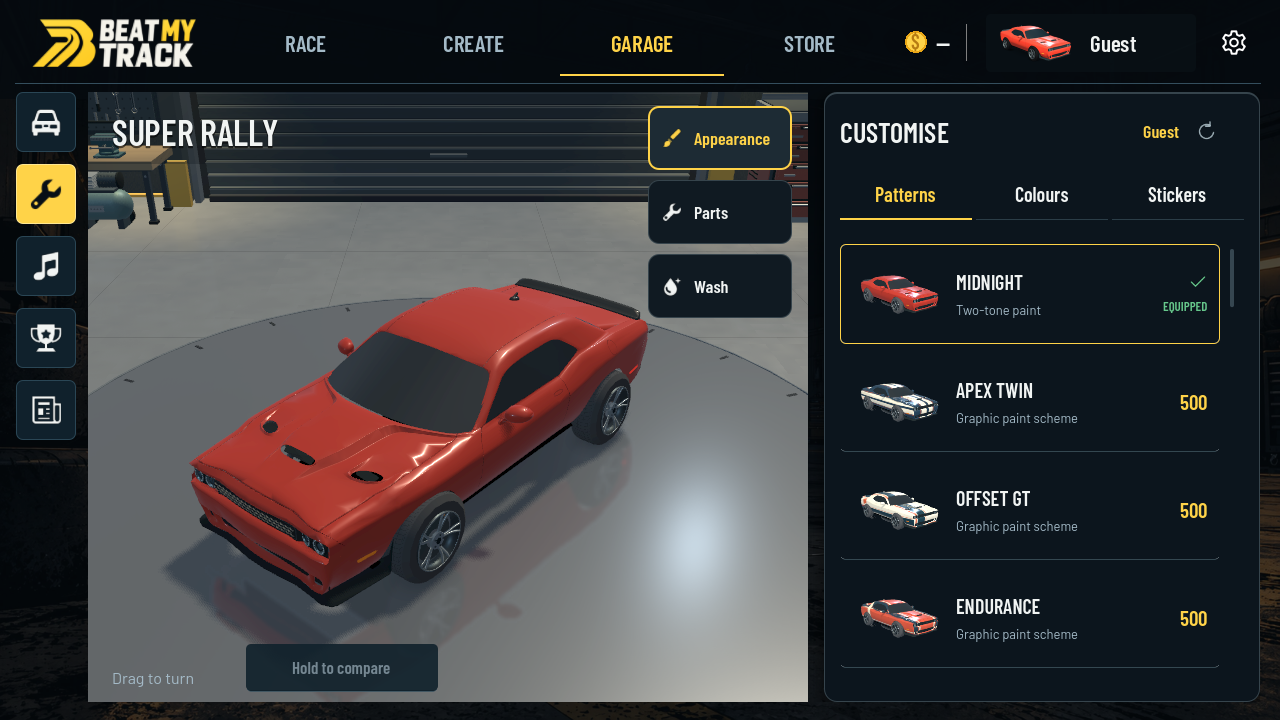 BEATMY
TRACK
RACE
CREATE
GARAGE
STORE
$ –
Guest
SUPER RALLY
Appearance
Parts
Wash
Drag to turn
Hold to compare
CUSTOMISE
Guest
Patterns
Colours
Stickers
MIDNIGHT
Two-tone paint
EQUIPPED
APEX TWIN
Graphic paint scheme
500
OFFSET GT
Graphic paint scheme
500
ENDURANCE
Graphic paint scheme
500